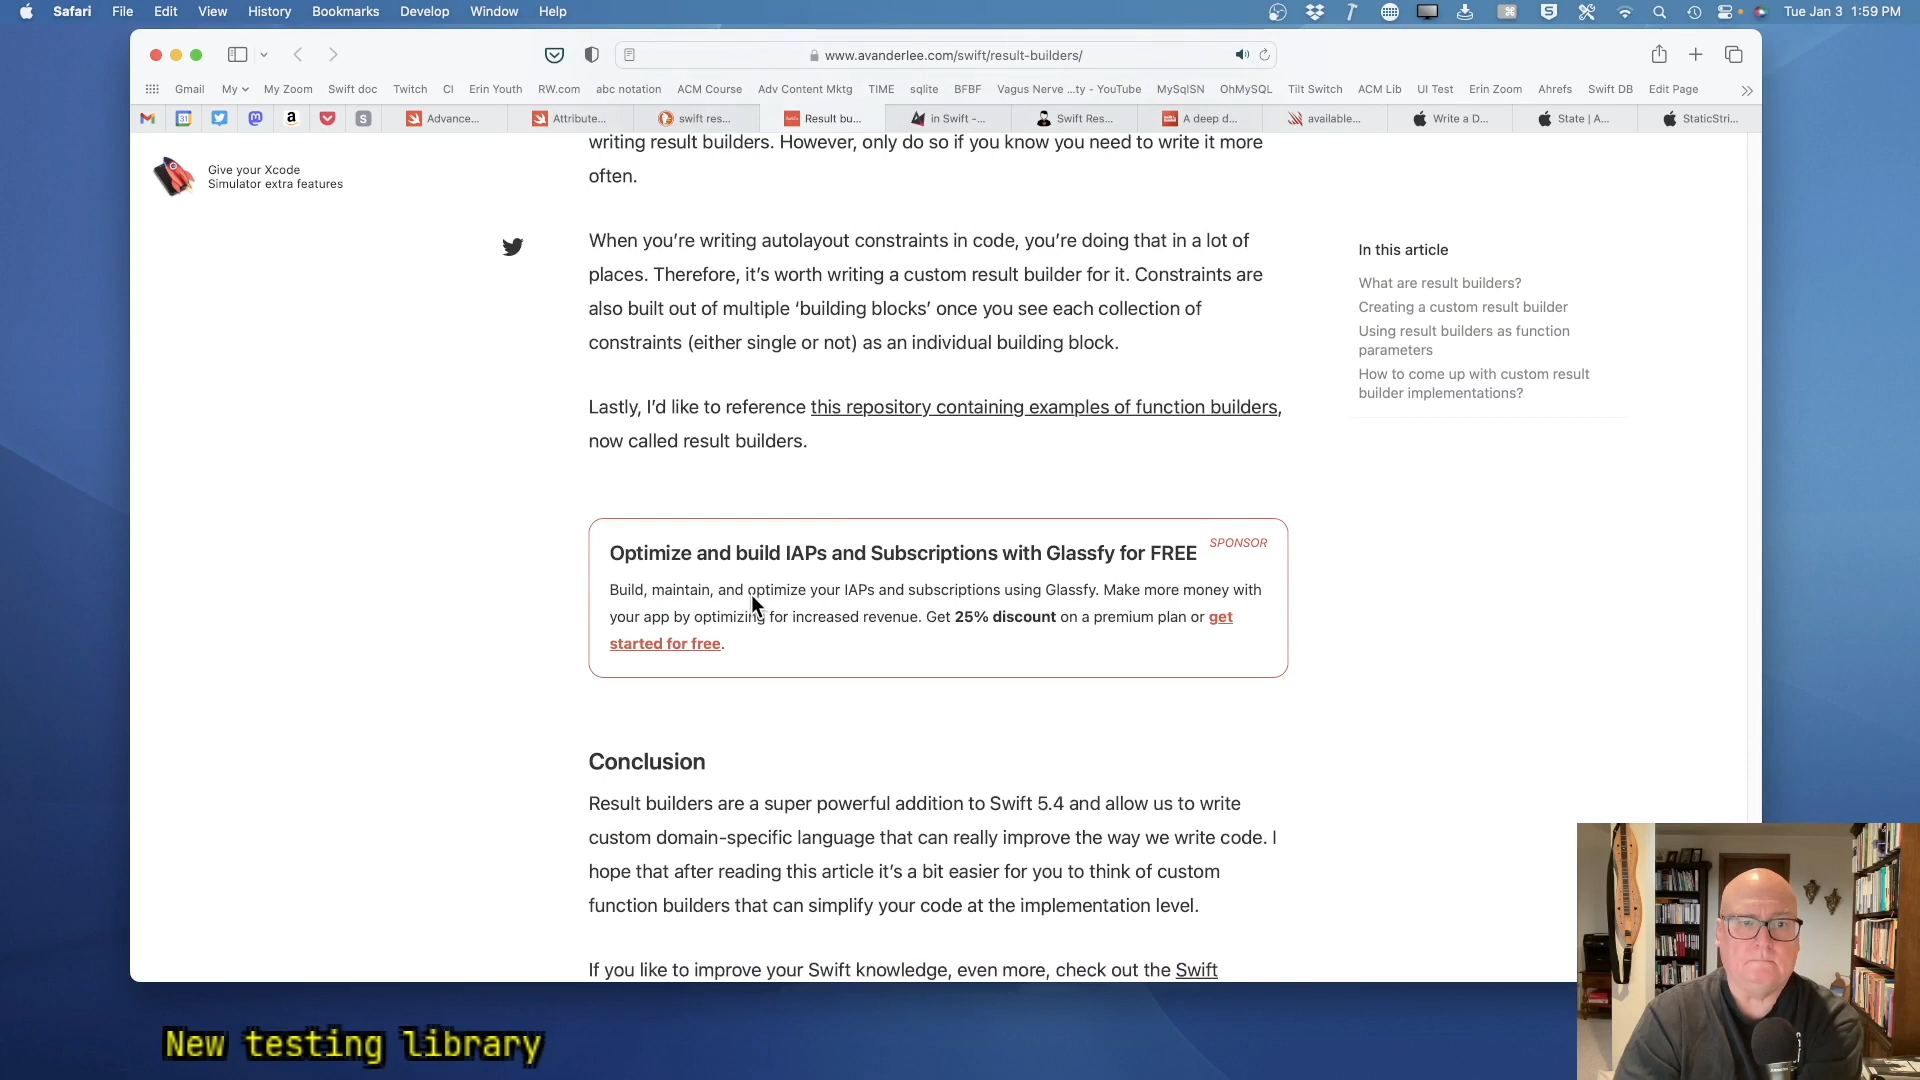 Safari File Edit View History Bookmarks Develop Window Help Tue Jan 3 1:59 PM
www.avanderlee.com/swift/result-builders/
Gmail My My Zoom Swift doc Twitch CI Erin Youth RW.com abc notation ACM Course Adv Content Mktg TIME sqlite BFBF Vagus Nerve ...ty - YouTube MySqlSN OhMySQL Tilt Switch ACM Lib UI Test Erin Zoom Ahrefs Swift DB Edit Page
31 a S Advance... Attribute... swift res... Result bu... in Swift -... Swift Res... A deep d... available... Write a D... State | A... StaticStri...
Give your Xcode
Simulator extra features
writing result builders. However, only do so if you know you need to write it more
often.
When you’re writing autolayout constraints in code, you’re doing that in a lot of
places. Therefore, it’s worth writing a custom result builder for it. Constraints are
also built out of multiple ‘building blocks’ once you see each collection of
constraints (either single or not) as an individual building block.
Lastly, I’d like to reference this repository containing examples of function builders,
now called result builders.
Optimize and build IAPs and Subscriptions with Glassfy for FREE SPONSOR
Build, maintain, and optimize your IAPs and subscriptions using Glassfy. Make more money with
your app by optimizing for increased revenue. Get 25% discount on a premium plan or get
started for free.
Conclusion
Result builders are a super powerful addition to Swift 5.4 and allow us to write
custom domain-specific language that can really improve the way we write code. I
hope that after reading this article it’s a bit easier for you to think of custom
function builders that can simplify your code at the implementation level.
If you like to improve your Swift knowledge, even more, check out the Swift
In this article
What are result builders?
Creating a custom result builder
Using result builders as function
parameters
How to come up with custom result
builder implementations?
New testing library